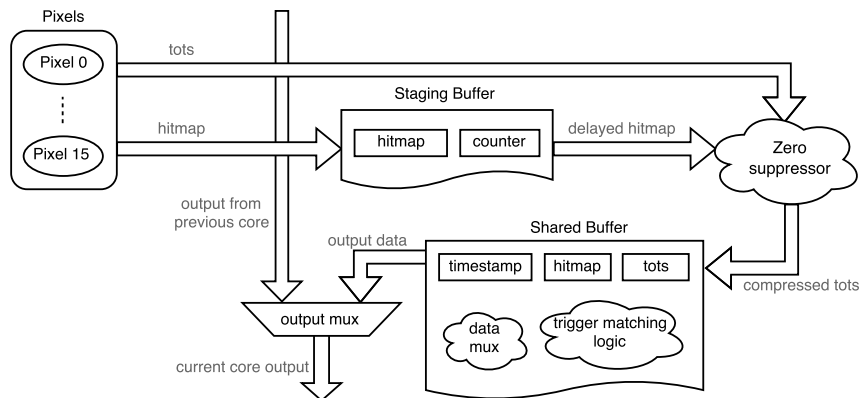 Pixels
Pixel 0
Pixel 15
tots
hitmap
Staging Buffer
hitmap
counter
delayed hitmap
Zero
suppressor
output from
previous core
output data
Shared Buffer
timestamp
hitmap
tots
compressed tots
data
mux
trigger matching
logic
output mux
current core output